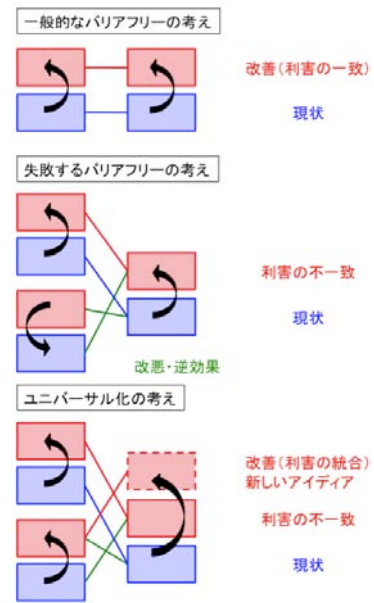 一般的なバリアフリーの考え
改善(利害の一致)
現状
失敗するバリアフリーの考え
利害の不一致
現状
改悪・逆効果
ユニバーサル化の考え
改善(利害の統合)
新しいアイディア
利害の不一致
現状